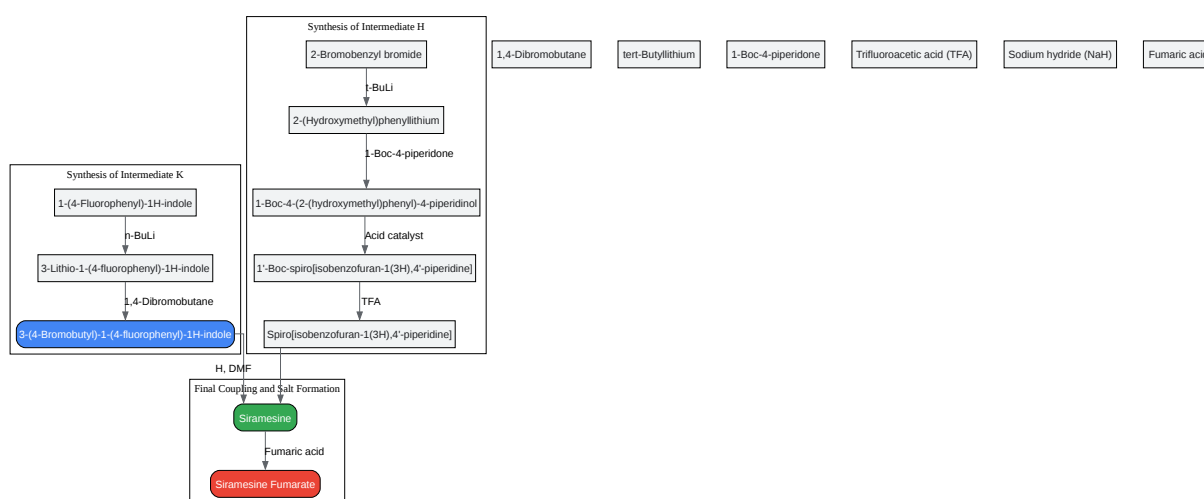 Synthesis of Intermediate H
2-Bromobenzyl bromide
1,4-Dibromobutane
tert-Butyllithium
1-Boc-4-piperidone
Trifluoroacetic acid (TFA)
Sodium hydride (NaH)
Fumaric acid
t-BuLi
2-(Hydroxymethyl)phenyllithium
1-Boc-4-piperidone
Synthesis of Intermediate K
1-(4-Fluorophenyl)-1H-indole
1-Boc-4-(2-(hydroxymethyl)phenyl)-4-piperidinol
n-BuLi
Acid catalyst
3-Lithio-1-(4-fluorophenyl)-1H-indole
1'-Boc-spiro[isobenzofuran-1(3H),4'-piperidine]
1,4-Dibromobutane
TFA
3-(4-Bromobutyl)-1-(4-fluorophenyl)-1H-indole
Spiro[isobenzofuran-1(3H),4'-piperidine]
H, DMF
Final Coupling and Salt Formation
Siramesine
Fumaric acid
Siramesine Fumarate